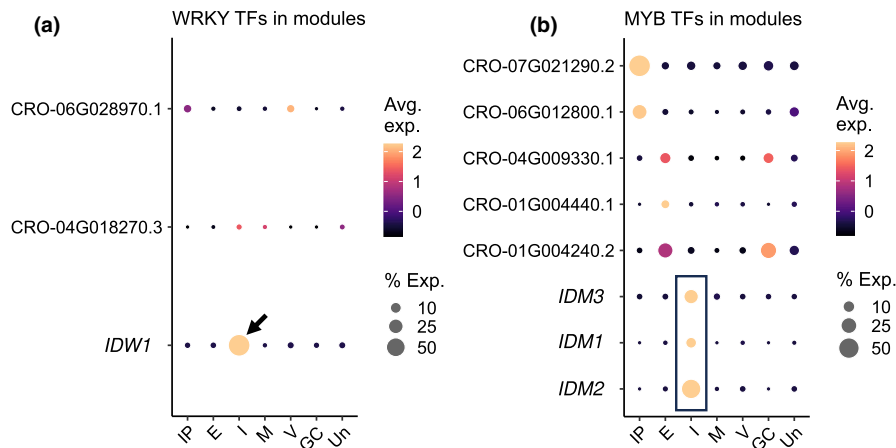 (a) WRKY TFs in modules
CRO-06G028970.1
CRO-04G018270.3
IDW1
IP E I M V GC Un
Avg.
exp.
2
1
0
% Exp.
10
25
50
(b) MYB TFs in modules
CRO-07G021290.2
CRO-06G012800.1
CRO-04G009330.1
CRO-01G004440.1
CRO-01G004240.2
IDM3
IDM1
IDM2
IP E I M V GC Un
Avg.
exp.
2
1
0
% Exp.
10
25
50